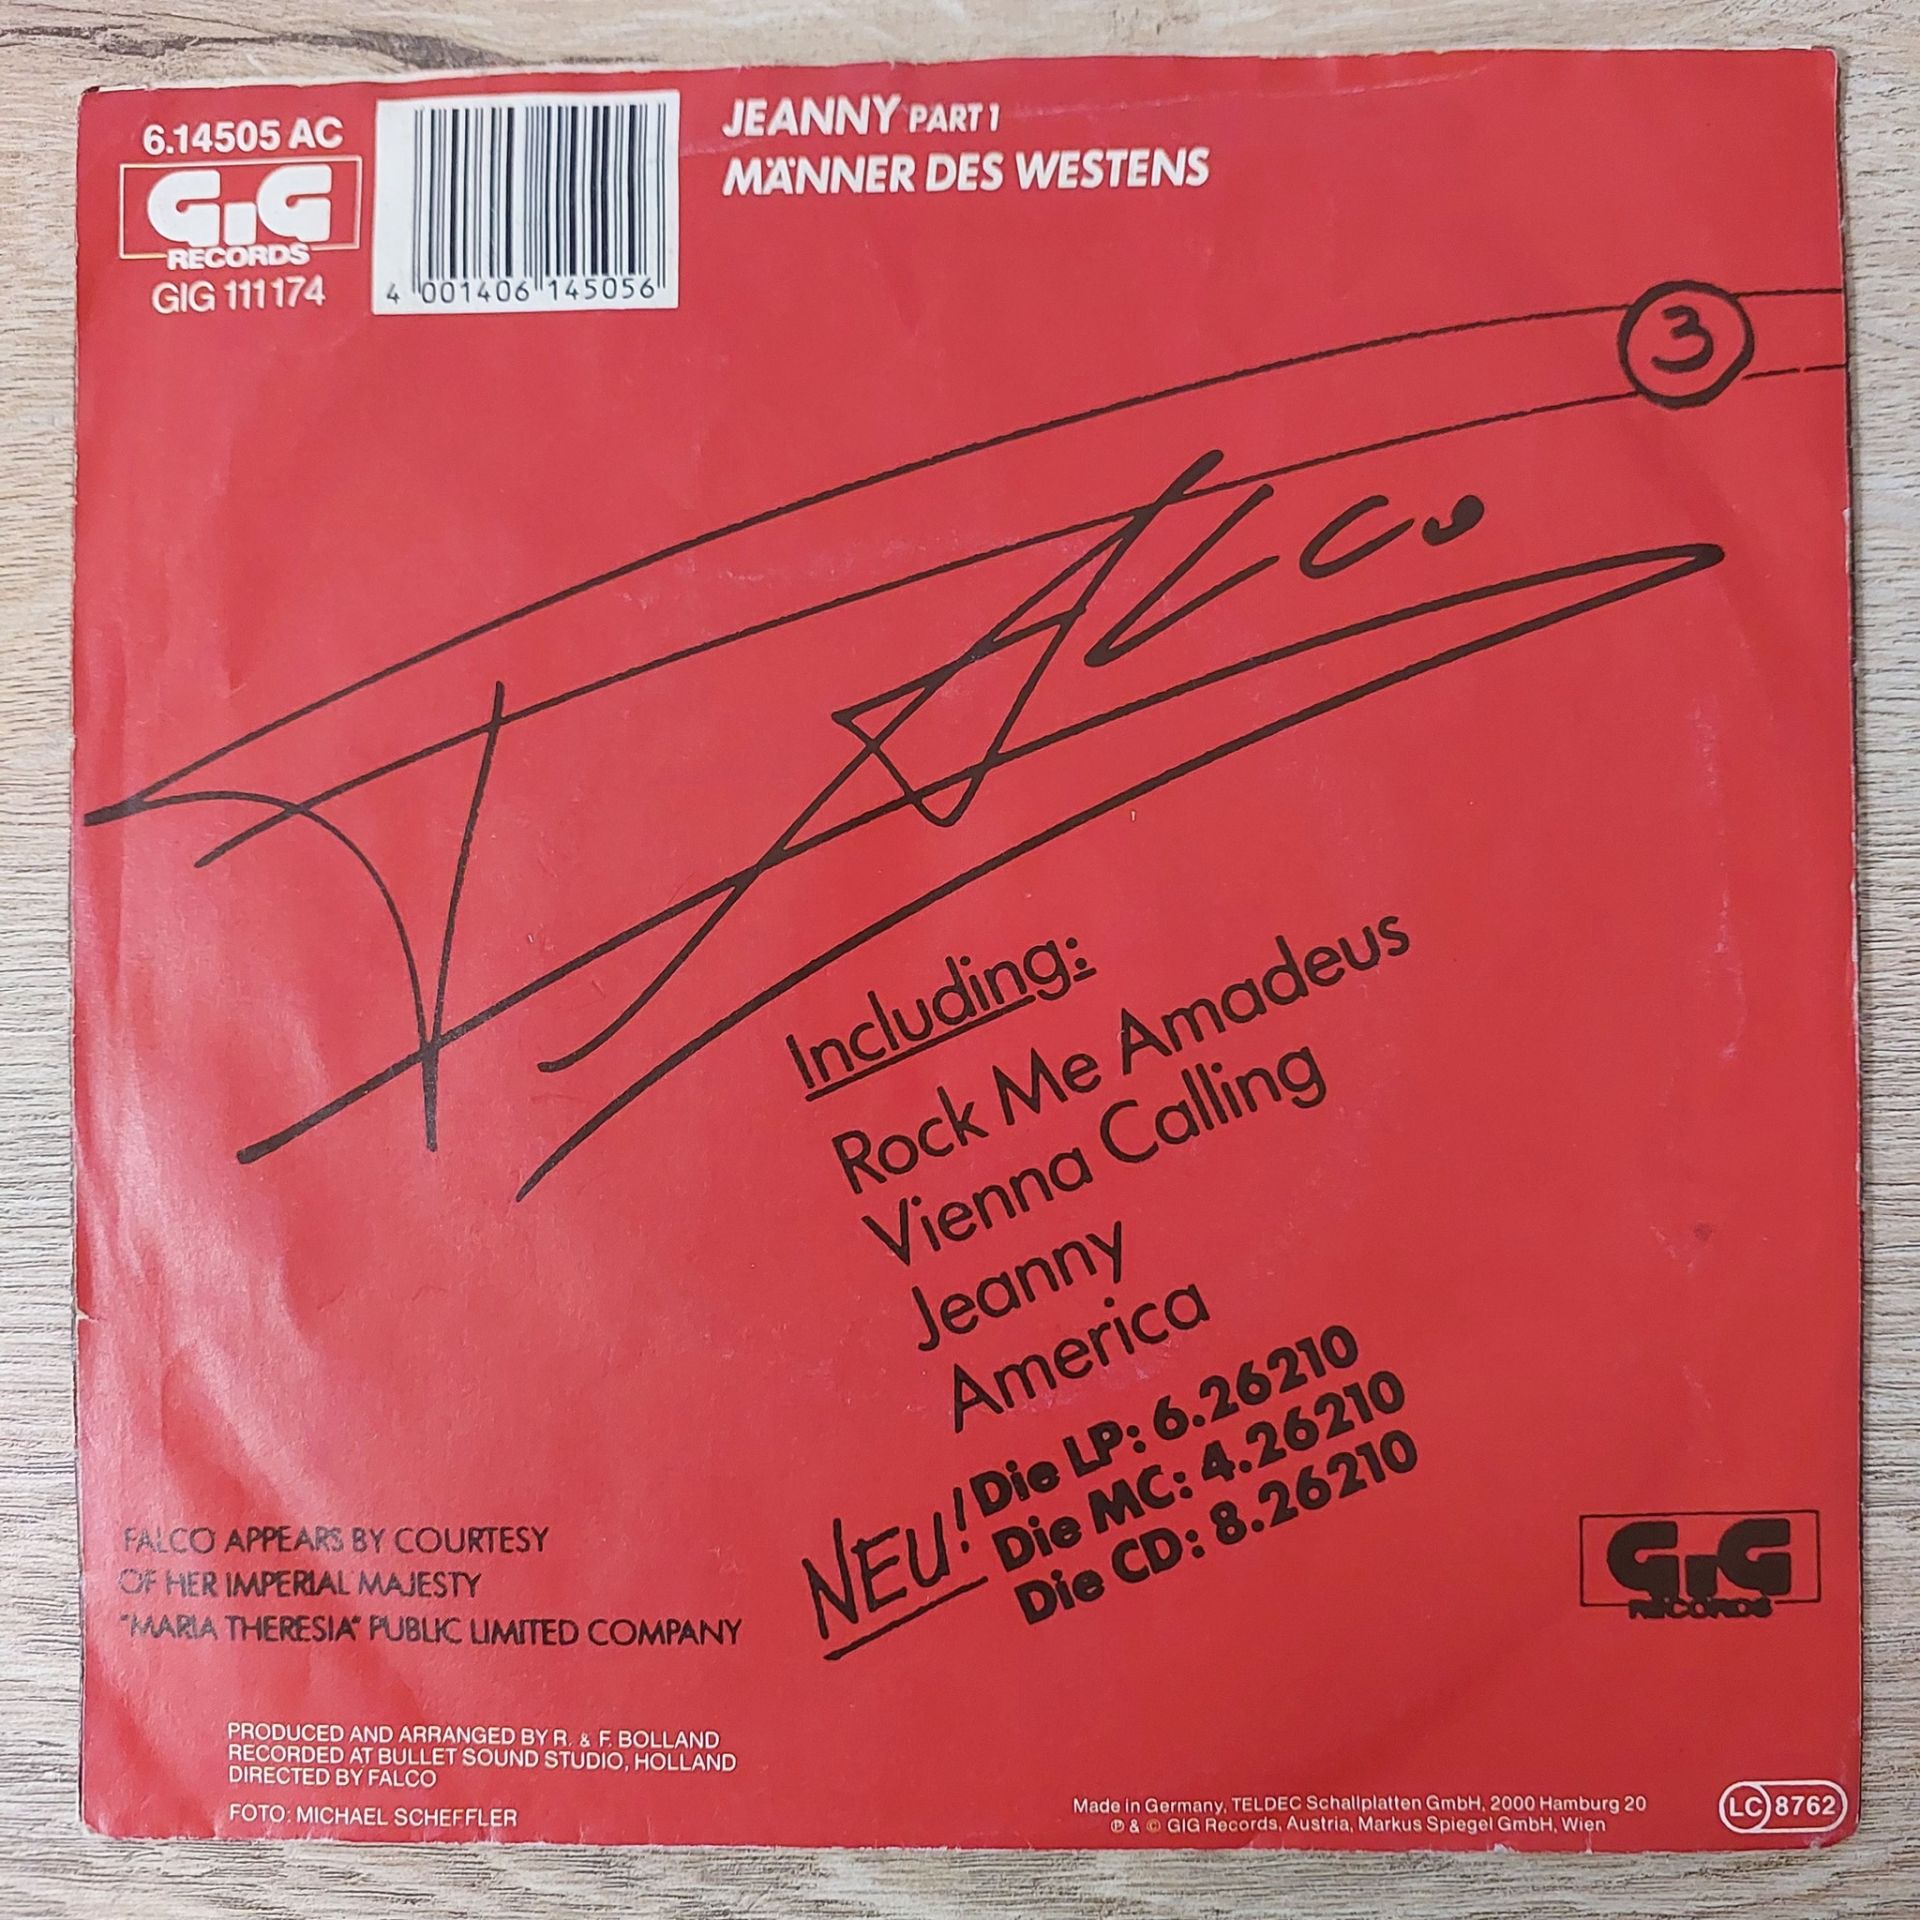 6.14505 AC
GIG
RECORDS
GIG 111 174
4 001406 145056
JEANNY PART 1
MÄNNER DES WESTENS
3
FALCO
Including:
Rock Me Amadeus
Vienna Calling
Jeanny
America
NEU!
Die LP: 6.26210
Die MC: 4.26210
Die CD: 8.26210
FALCO APPEARS BY COURTESY
OF HER IMPERIAL MAJESTY
"MARIA THERESIA" PUBLIC LIMITED COMPANY
GIG
RECORDS
PRODUCED AND ARRANGED BY R. & F. BOLLAND
RECORDED AT BULLET SOUND STUDIO, HOLLAND
DIRECTED BY FALCO
FOTO: MICHAEL SCHEFFLER
Made in Germany, TELDEC Schallplatten GmbH, 2000 Hamburg 20
℗ & © GIG Records, Austria, Markus Spiegel GmbH, Wien
LC 8762